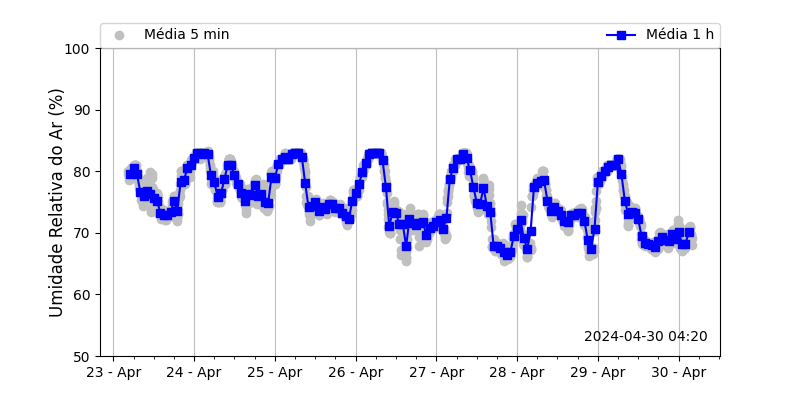 Média 5 min
Média 1 h
Umidade Relativa do Ar (%)
100
90
80
70
60
50
2024-04-30 04:20
23 - Apr
24 - Apr
25 - Apr
26 - Apr
27 - Apr
28 - Apr
29 - Apr
30 - Apr